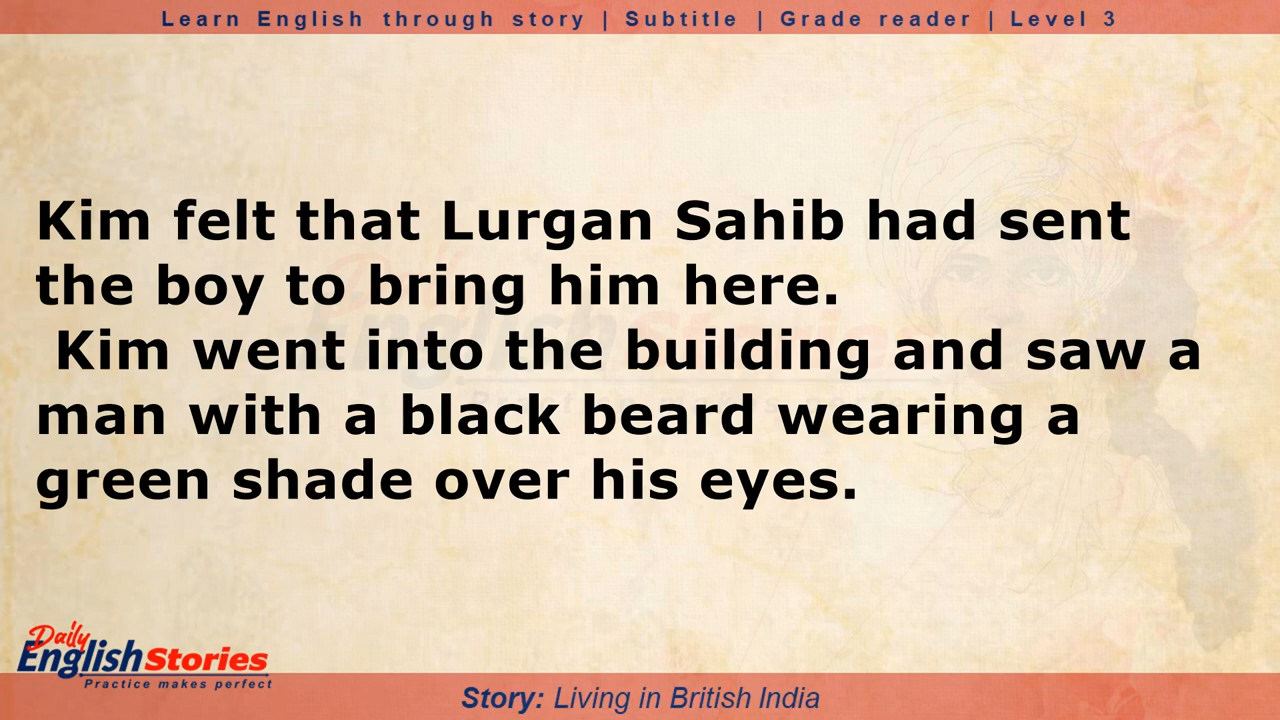 Learn English through story | Subtitle | Grade reader | Level 3
Kim felt that Lurgan Sahib had sent
the boy to bring him here.
Kim went into the building and saw a
man with a black beard wearing a
green shade over his eyes.
Daily
English Stories
Practice makes perfect
Story: Living in British India